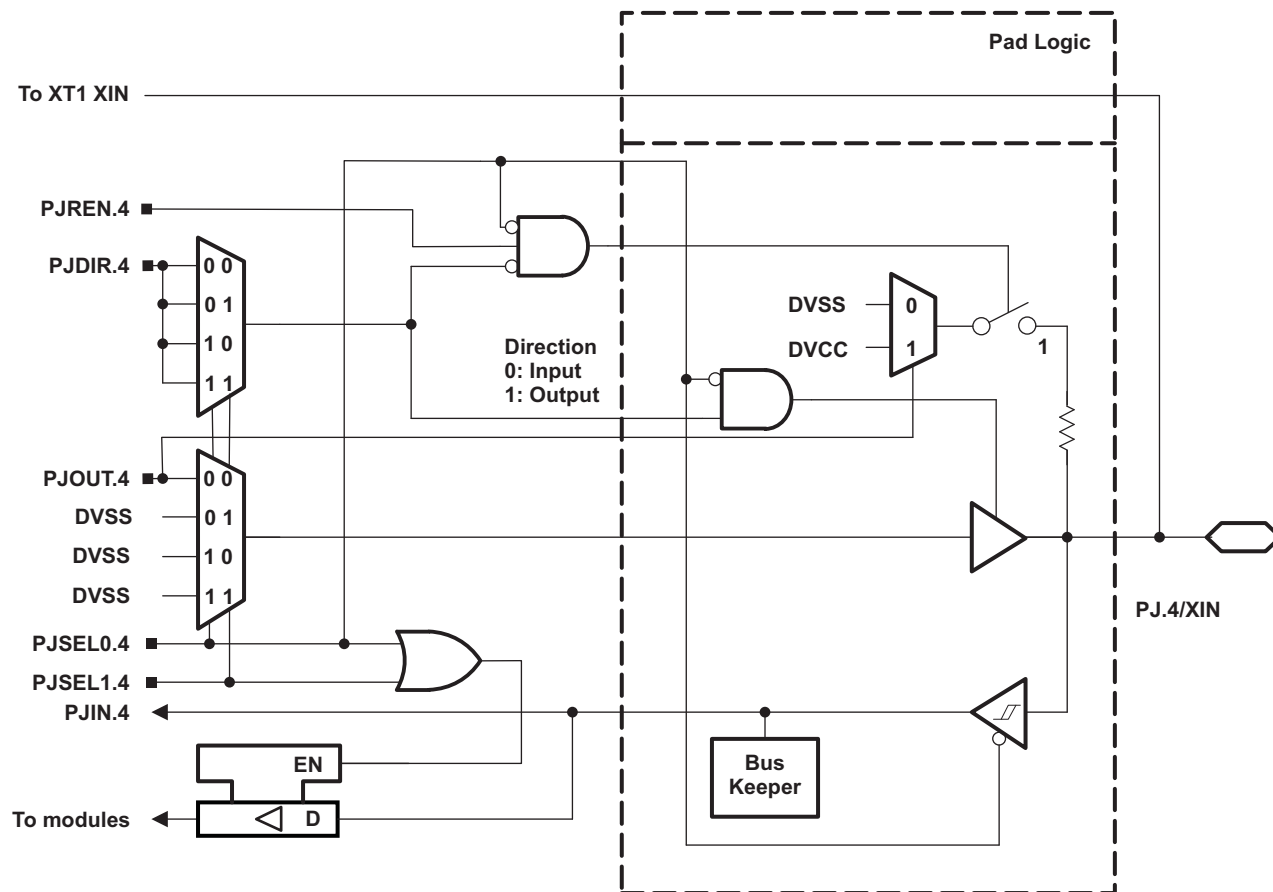 Pad Logic
To XT1 XIN
PJREN.4
PJDIR.4
0 0
0 1
1 0
1 1
Direction
0: Input
1: Output
DVSS
0
DVCC
1
1
PJOUT.4
0 0
DVSS
0 1
DVSS
1 0
DVSS
1 1
PJ.4/XIN
PJSEL0.4
PJSEL1.4
PJIN.4
EN
Bus
Keeper
To modules
D